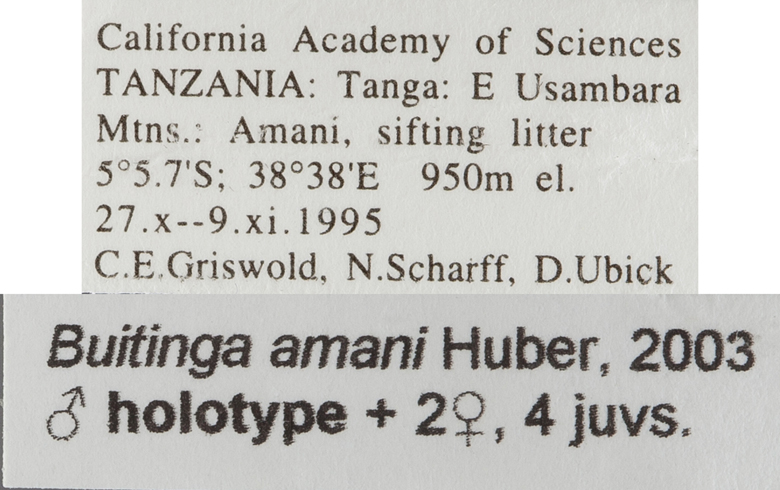 California Academy of Sciences
TANZANIA: Tanga: E Usambara
Mtns.: Amani, sifting litter
5°5.7'S; 38°38'E 950m el.
27.x--9.xi.1995
C.E.Griswold, N.Scharff, D.Ubick
Buitinga amani Huber, 2003
♂ holotype + 2♀, 4 juvs.